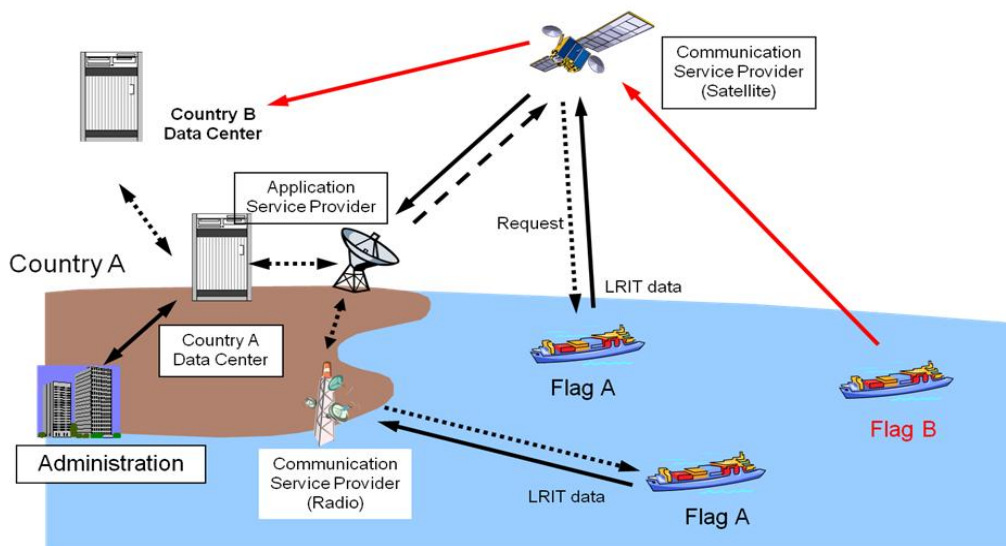 Communication
Service Provider
(Satellite)
Country B
Data Center
Application
Service Provider
Request
Country A
LRIT data
Country A
Data Center
Flag A
Flag B
Administration
Communication
Service Provider
(Radio)
LRIT data
Flag A